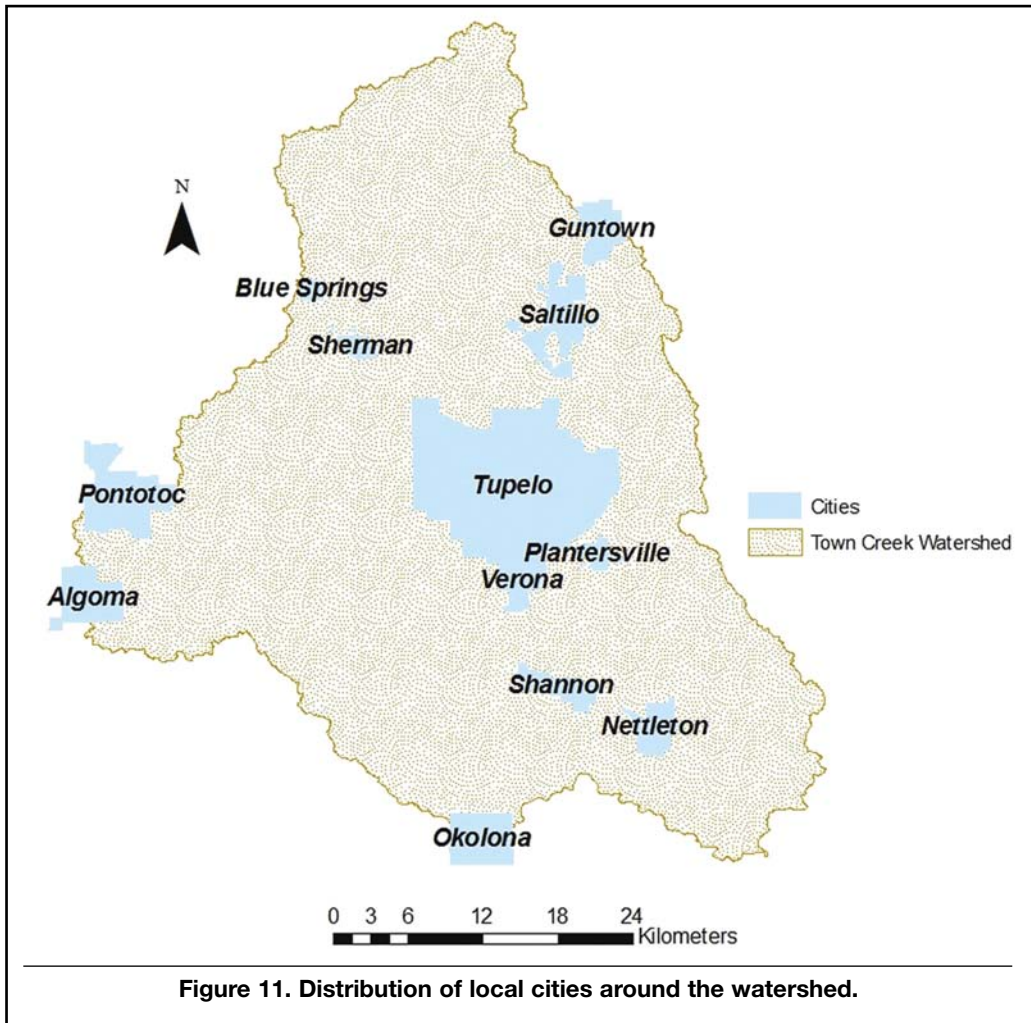 N
Guntown
Blue Springs
Saltillo
Sherman
Tupelo
Pontotoc
Cities
Plantersville
Town Creek Watershed
Verona
Algoma
Shannon
Nettleton
Okolona
0 3 6 12 18 24
Kilometers
Figure 11. Distribution of local cities around the watershed.